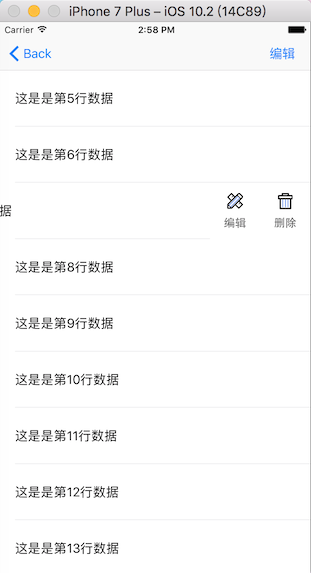 iPhone 7 Plus – iOS 10.2 (14C89)
Carrier 2:58 PM
Back 编辑
这是是第5行数据
这是是第6行数据
据 编辑 删除
这是是第8行数据
这是是第9行数据
这是是第10行数据
这是是第11行数据
这是是第12行数据
这是是第13行数据